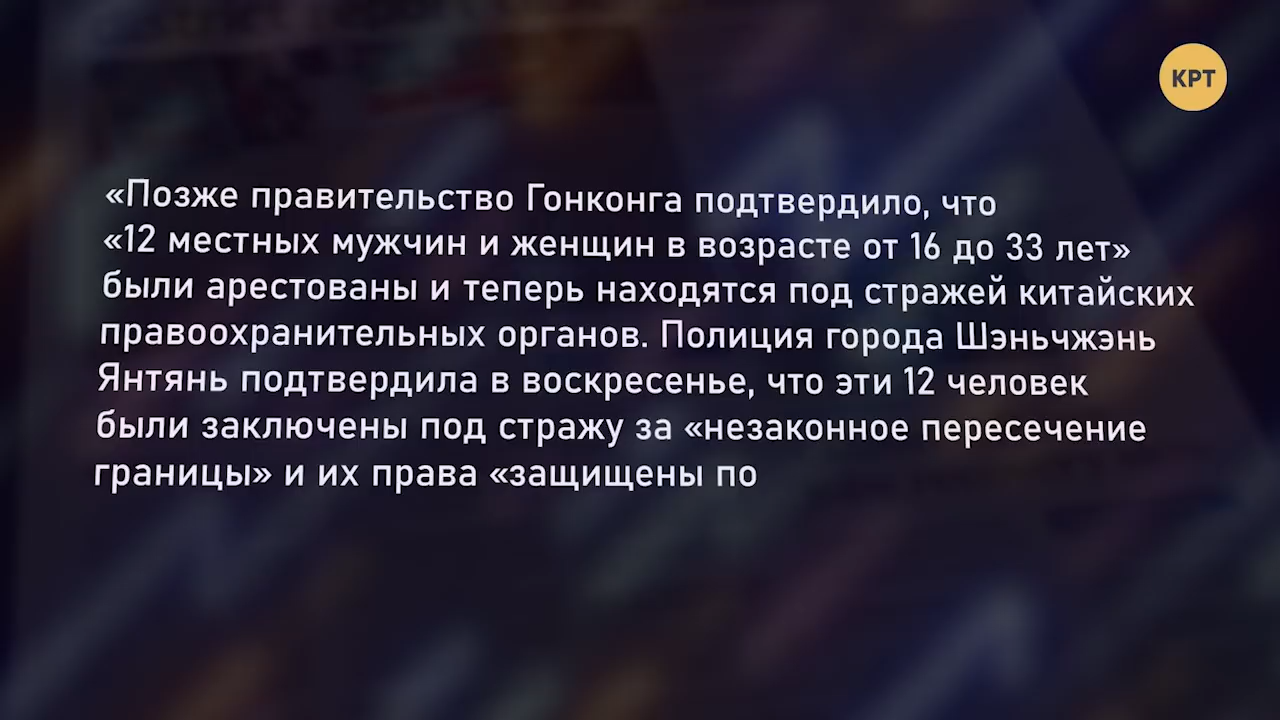 КРТ
«Позже правительство Гонконга подтвердило, что
«12 местных мужчин и женщин в возрасте от 16 до 33 лет»
были арестованы и теперь находятся под стражей китайских
правоохранительных органов. Полиция города Шэньчжэнь
Янтянь подтвердила в воскресенье, что эти 12 человек
были заключены под стражу за «незаконное пересечение
границы» и их права «защищены по